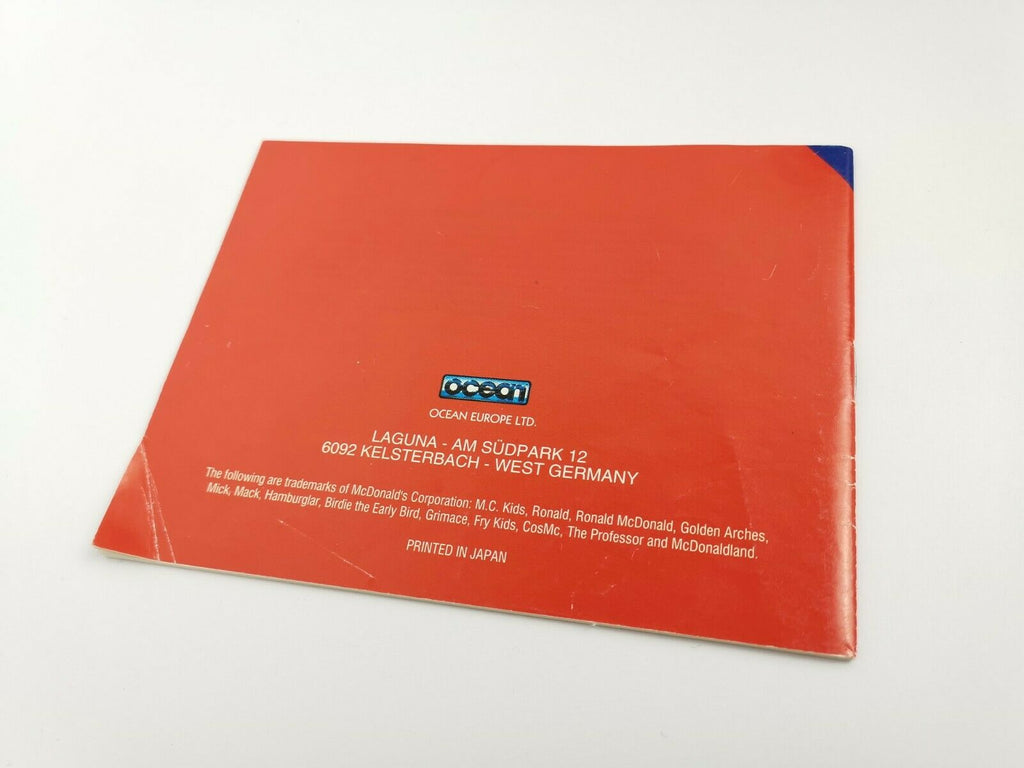 ocean
OCEAN EUROPE LTD.
LAGUNA - AM SÜDPARK 12
6092 KELSTERBACH - WEST GERMANY
The following are trademarks of McDonald's Corporation: M.C. Kids, Ronald, Ronald McDonald, Golden Arches,
Mick, Mack, Hamburglar, Birdie the Early Bird, Grimace, Fry Kids, CosMc, The Professor and McDonaldland.
PRINTED IN JAPAN